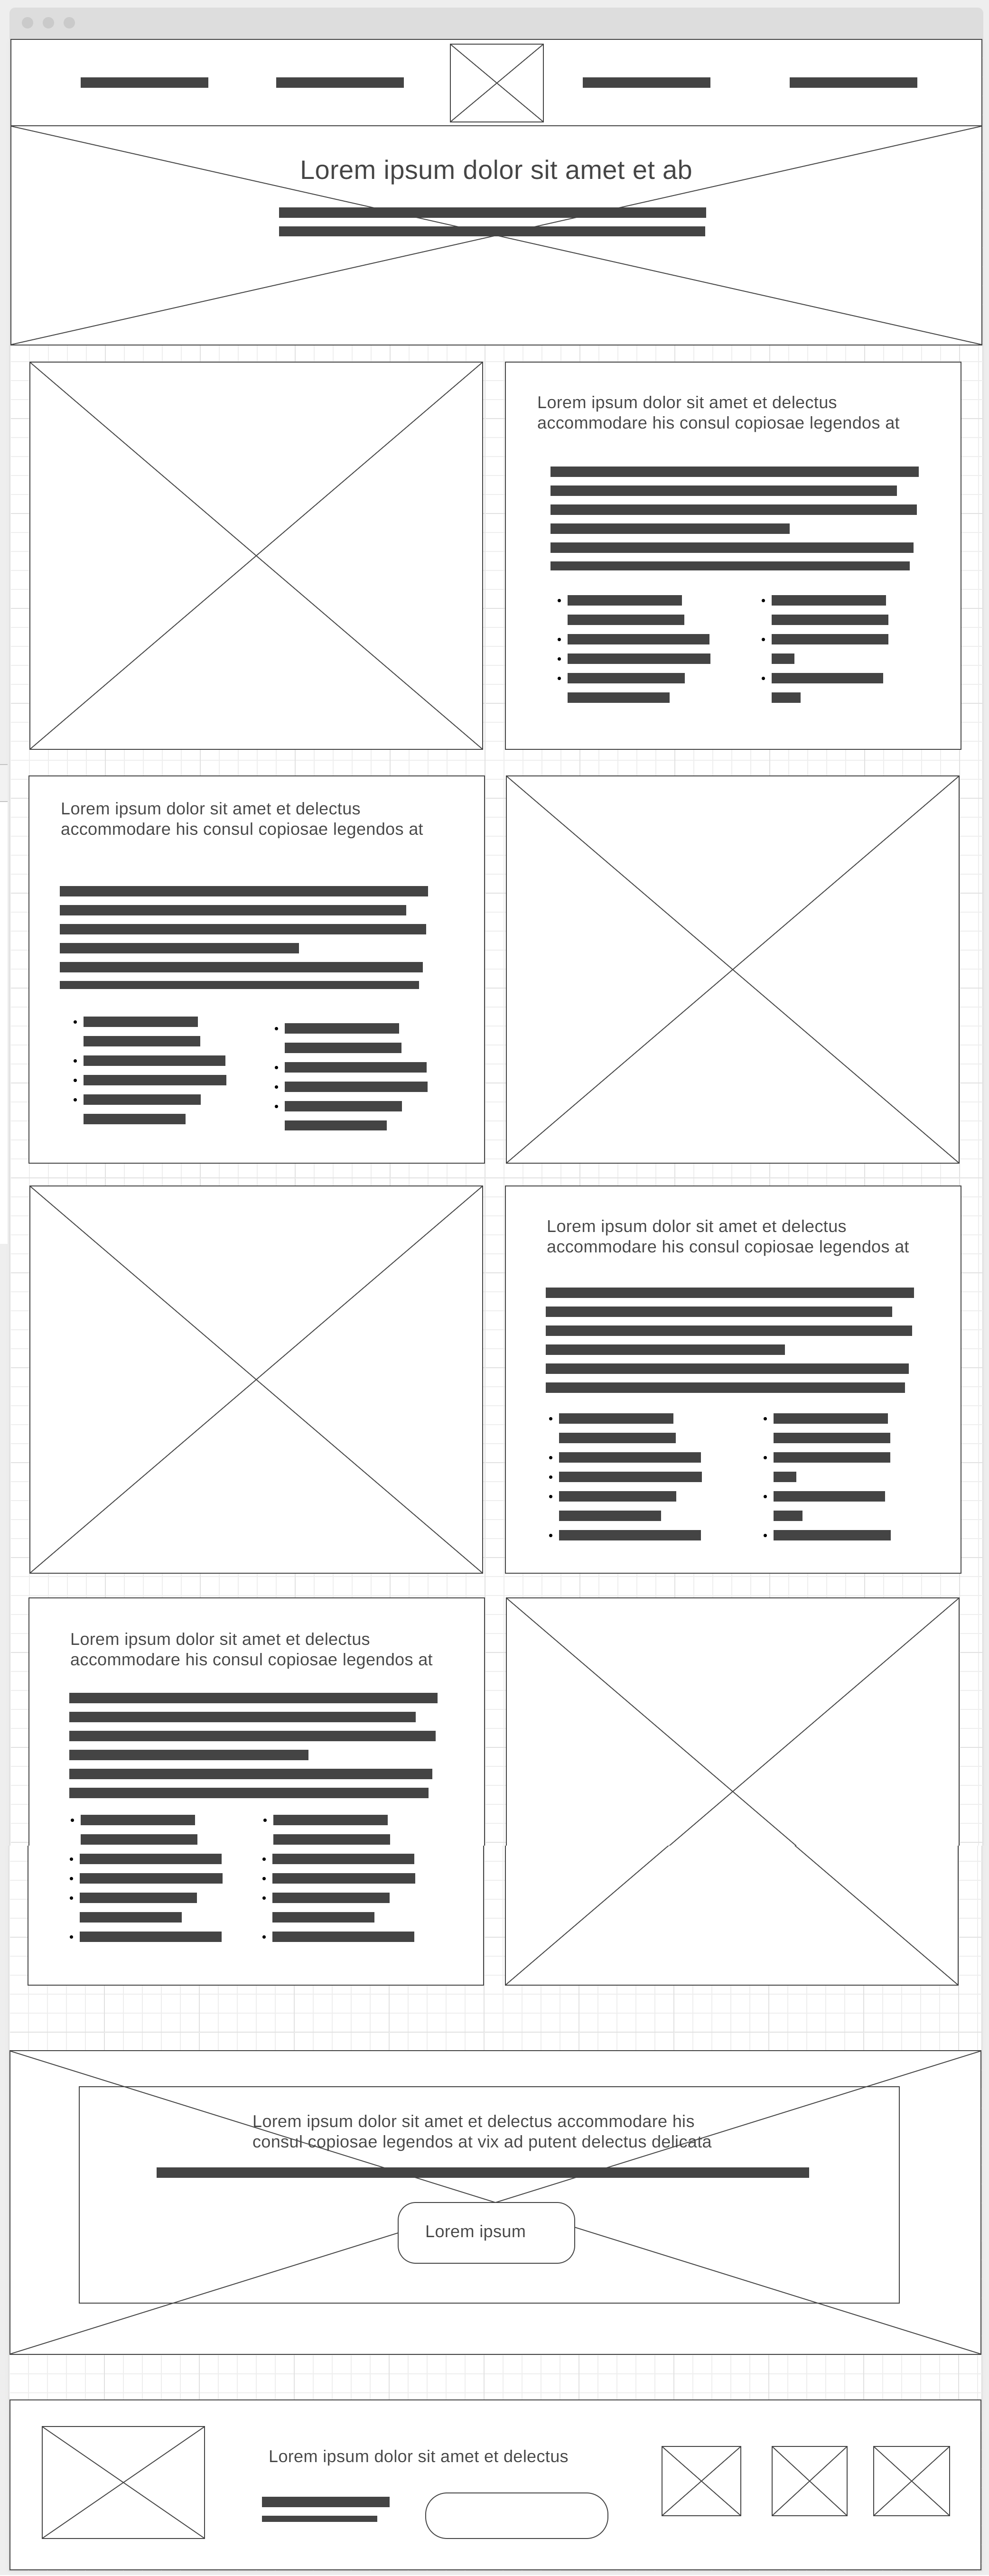 Lorem ipsum dolor sit amet et ab
Lorem ipsum dolor sit amet et delectus
accommodare his consul copiosae legendos at
Lorem ipsum dolor sit amet et delectus
accommodare his consul copiosae legendos at
Lorem ipsum dolor sit amet et delectus
accommodare his consul copiosae legendos at
Lorem ipsum dolor sit amet et delectus
accommodare his consul copiosae legendos at
Lorem ipsum dolor sit amet et delectus accommodare his
consul copiosae legendos at vix ad putent delectus delicata
Lorem ipsum
Lorem ipsum dolor sit amet et delectus